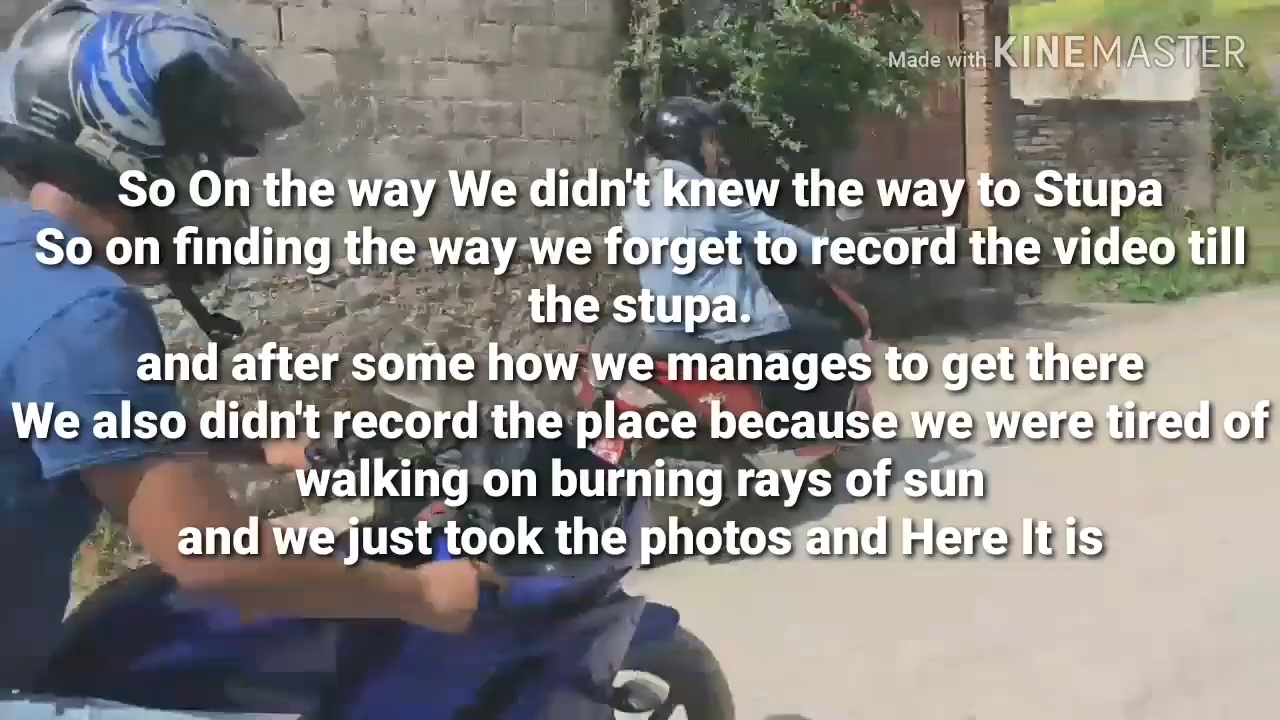 Made with KINEMASTER
So On the way We didn't knew the way to Stupa
So on finding the way we forget to record the video till
the stupa.
and after some how we manages to get there
We also didn't record the place because we were tired of
walking on burning rays of sun
and we just took the photos and Here It is